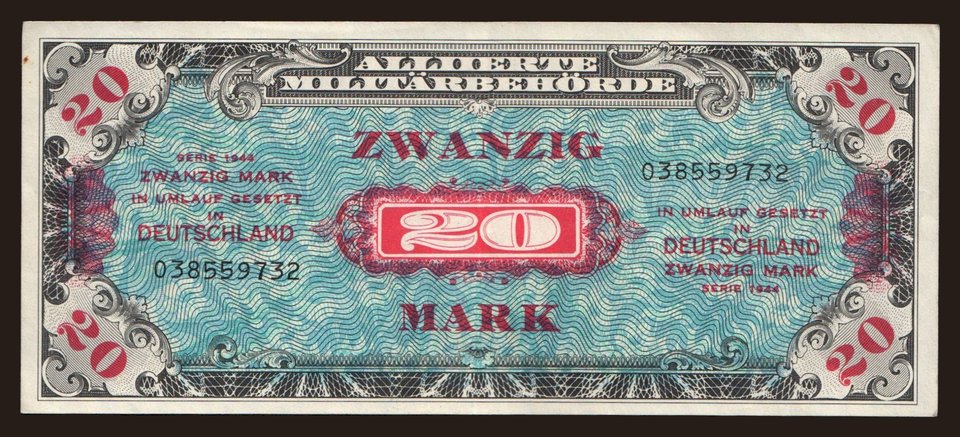 ALLIIERTE
MILITÄRBEHÖRDE
20
20
ZWANZIG
SERIE 1944
ZWANZIG MARK
IN UMLAUF GESETZT
IN
DEUTSCHLAND
038559732
20
038559732
IN UMLAUF GESETZT
IN
DEUTSCHLAND
ZWANZIG MARK
SERIE 1944
MARK
20
20